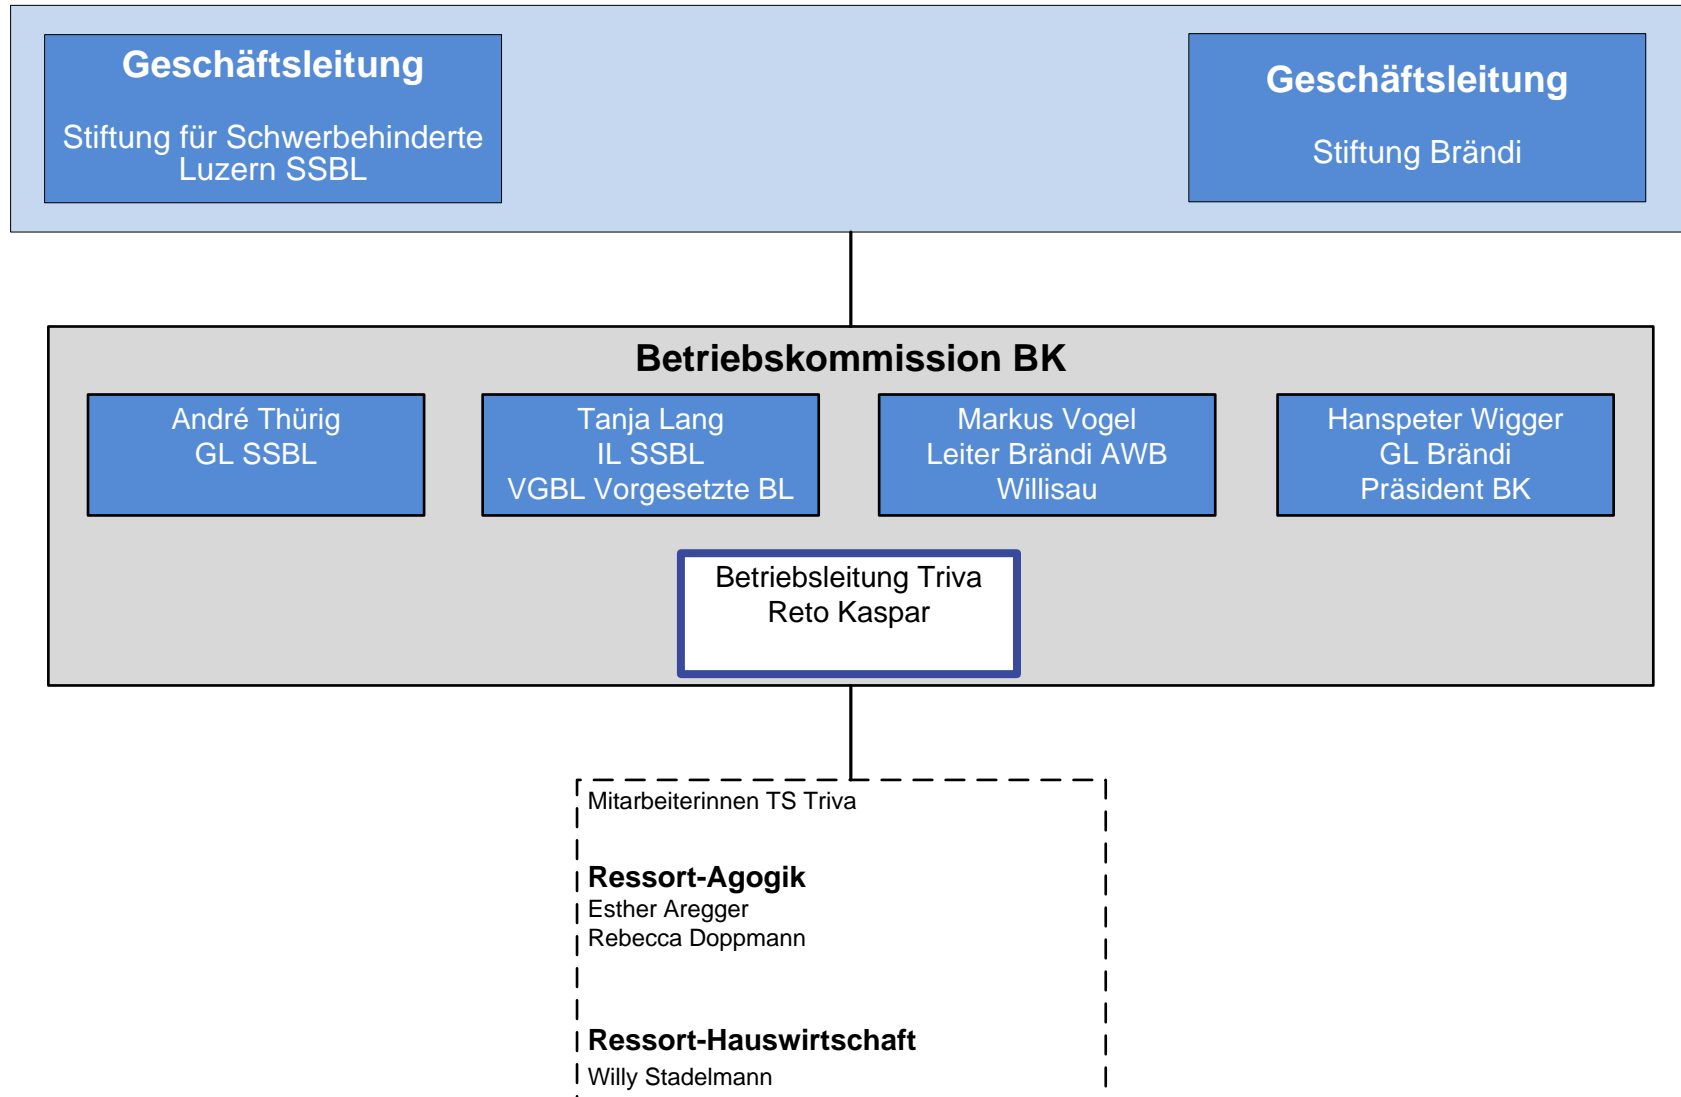 Geschäftsleitung
Stiftung für Schwerbehinderte
Luzern SSBL
Geschäftsleitung
Stiftung Brändi
Betriebskommission BK
André Thürig
GL SSBL
Tanja Lang
IL SSBL
VGBL Vorgesetzte BL
Markus Vogel
Leiter Brändi AWB
Willisau
Hanspeter Wigger
GL Brändi
Präsident BK
Betriebsleitung Triva
Reto Kaspar
Mitarbeiterinnen TS Triva
Ressort-Agogik
Esther Aregger
Rebecca Doppmann
Ressort-Hauswirtschaft
Willy Stadelmann